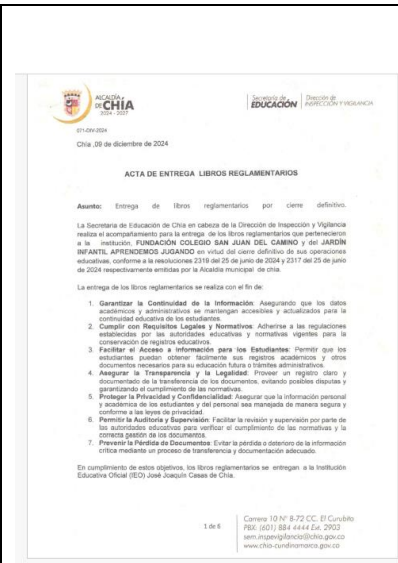 ALCALDÍA
DE CHÍA
2024 - 2027
Secretaría de
EDUCACIÓN
Dirección de
INSPECCIÓN Y VIGILANCIA
071-DIV-2024
Chía ,09 de diciembre de 2024
ACTA DE ENTREGA LIBROS REGLAMENTARIOS
Asunto: Entrega de libros reglamentarios por cierre definitivo.
La Secretaria de Educación de Chía en cabeza de la Dirección de Inspección y Vigilancia
realiza el acompañamiento para la entrega de los libros reglamentarios que pertenecieron
a la institución, FUNDACIÓN COLEGIO SAN JUAN DEL CAMINO y del JARDÍN
INFANTIL APRENDEMOS JUGANDO en virtud del cierre definitivo de sus operaciones
educativas, conforme a la resoluciones 2319 del 25 de junio de 2024 y 2317 del 25 de junio
de 2024 respectivamente emitidas por la Alcaldía municipal de chía.
La entrega de los libros reglamentarios se realiza con el fin de:
1. Garantizar la Continuidad de la Información: Asegurando que los datos
académicos y administrativos se mantengan accesibles y actualizados para la
continuidad educativa de los estudiantes.
2. Cumplir con Requisitos Legales y Normativos: Adherirse a las regulaciones
establecidas por las autoridades educativas y normativas vigentes para la
conservación de registros educativos.
3. Facilitar el Acceso a información para los Estudiantes: Permitir que los
estudiantes puedan obtener fácilmente sus registros académicos y otros
documentos necesarios para su educación futura o trámites administrativos.
4. Asegurar la Transparencia y la Legalidad: Proveer un registro claro y
documentado de la transferencia de los documentos, evitando posibles disputas y
garantizando el cumplimiento de las normativas.
5. Proteger la Privacidad y Confidencialidad: Asegurar que la información personal
y académica de los estudiantes y del personal sea manejada de manera segura y
conforme a las leyes de privacidad.
6. Permitir la Auditoría y Supervisión: Facilitar la revisión y supervisión por parte de
las autoridades educativas para verificar el cumplimiento de las normativas y la
correcta gestión de los documentos.
7. Prevenir la Pérdida de Documentos: Evitar la pérdida o deterioro de la información
crítica mediante un proceso de transferencia y documentación adecuado.
En cumplimiento de estos objetivos, los libros reglamentarios se entregan a la Institución
Educativa Oficial (IEO) José Joaquín Casas de Chía.
1 de 8
Carrera 10 Nº 8-72 CC. El Curubito
PBX: (601) 884 4444 Ext. 2903
sem.inspevigilancia@chia.gov.co
www.chia-cundinamarca.gov.co